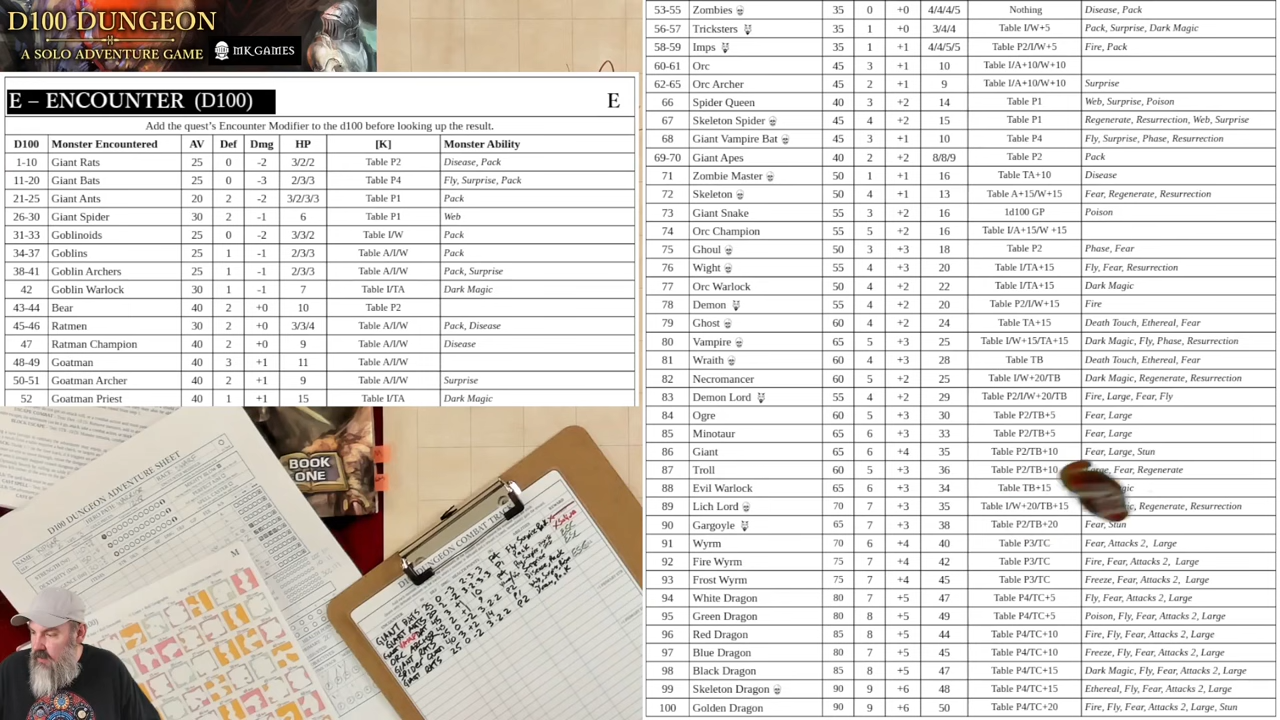 D100 DUNGEON
A SOLO ADVENTURE GAME
MK.GAMES
E – ENCOUNTER (D100) E
Add the quest's Encounter Modifier to the d100 before looking up the result.
D100 Monster Encountered AV Def Dmg HP [K] Monster Ability
1-10 Giant Rats 25 0 -2 3/2/2 Table P2 Disease, Pack
11-20 Giant Bats 25 0 -3 2/3/3 Table P4 Fly, Surprise, Pack
21-25 Giant Ants 20 2 -2 3/2/3/3 Table P1 Pack
26-30 Giant Spider 30 2 -1 6 Table P1 Web
31-33 Goblinoids 25 0 -2 3/3/2 Table I/W Pack
34-37 Goblins 25 1 -1 2/3/3 Table A/I/W Pack
38-41 Goblin Archers 25 1 -1 2/3/3 Table A/I/W Pack, Surprise
42 Goblin Warlock 30 1 -1 7 Table I/TA Dark Magic
43-44 Bear 40 2 +0 10 Table P2
45-46 Ratmen 30 2 +0 3/3/4 Table A/I/W Pack, Disease
47 Ratman Champion 40 2 +0 9 Table A/I/W Disease
48-49 Goatman 40 3 +1 11 Table A/I/W
50-51 Goatman Archer 40 2 +1 9 Table A/I/W Surprise
52 Goatman Priest 40 1 +1 15 Table I/TA Dark Magic
53-55 Zombies 35 0 +0 4/4/4/5 Nothing Disease, Pack
56-57 Tricksters 35 1 +0 3/4/4 Table I/W+5 Pack, Surprise, Dark Magic
58-59 Imps 35 1 +1 4/4/5/5 Table P2/I/W+5 Fire, Pack
60-61 Orc 45 3 +1 10 Table I/A+10/W+10
62-65 Orc Archer 45 2 +1 9 Table I/A+10/W+10 Surprise
66 Spider Queen 40 3 +2 14 Table P1 Web, Surprise, Poison
67 Skeleton Spider 45 4 +2 15 Table P1 Regenerate, Resurrection, Web, Surprise
68 Giant Vampire Bat 45 3 +1 10 Table P4 Fly, Surprise, Phase, Resurrection
69-70 Giant Apes 40 2 +2 8/8/9 Table P2 Pack
71 Zombie Master 50 1 +1 16 Table TA+10 Disease
72 Skeleton 50 4 +1 13 Table A+15/W+15 Fear, Regenerate, Resurrection
73 Giant Snake 55 3 +2 16 1d100 GP Poison
74 Orc Champion 55 5 +2 16 Table I/A+15/W +15
75 Ghoul 50 3 +3 18 Table P2 Phase, Fear
76 Wight 55 4 +3 20 Table I/TA+15 Fly, Fear, Resurrection
77 Orc Warlock 50 4 +2 22 Table I/TA+15 Dark Magic
78 Demon 55 4 +2 20 Table P2/I/W+15 Fire
79 Ghost 60 4 +2 24 Table TA+15 Death Touch, Ethereal, Fear
80 Vampire 65 5 +3 25 Table I/W+15/TA+15 Dark Magic, Fly, Phase, Resurrection
81 Wraith 60 4 +3 28 Table TB Death Touch, Ethereal, Fear
82 Necromancer 60 5 +2 25 Table I/W+20/TB Dark Magic, Regenerate, Resurrection
83 Demon Lord 55 4 +2 29 Table P2/I/W+20/TB Fire, Large, Fear, Fly
84 Ogre 60 5 +3 30 Table P2/TB+5 Fear, Large
85 Minotaur 65 6 +3 33 Table P2/TB+5 Fear, Large
86 Giant 65 6 +4 35 Table P2/TB+10 Fear, Large, Stun
87 Troll 60 5 +3 36 Table P2/TB+10 Fear, Regenerate
88 Evil Warlock 65 6 +3 34 Table TB+15
89 Lich Lord 70 7 +3 35 Table I/W+20/TB+15 Regenerate, Resurrection
90 Gargoyle 65 7 +3 38 Table P2/TB+20 Fear, Stun
91 Wyrm 70 6 +4 40 Table P3/TC Fear, Attacks 2, Large
92 Fire Wyrm 75 7 +4 42 Table P3/TC Fire, Fear, Attacks 2, Large
93 Frost Wyrm 75 7 +4 45 Table P3/TC Freeze, Fear, Attacks 2, Large
94 White Dragon 80 7 +5 47 Table P4/TC+5 Fly, Fear, Attacks 2, Large
95 Green Dragon 80 8 +5 49 Table P4/TC+5 Poison, Fly, Fear, Attacks 2, Large
96 Red Dragon 85 8 +5 44 Table P4/TC+10 Fire, Fly, Fear, Attacks 2, Large
97 Blue Dragon 80 7 +5 45 Table P4/TC+10 Freeze, Fly, Fear, Attacks 2, Large
98 Black Dragon 85 8 +5 47 Table P4/TC+15 Dark Magic, Fly, Fear, Attacks 2, Large
99 Skeleton Dragon 90 9 +6 48 Table P4/TC+15 Ethereal, Fly, Fear, Attacks 2, Large
100 Golden Dragon 90 9 +6 50 Table P4/TC+20 Fire, Fly, Fear, Attacks 2, Large, Stun
BOOK
ONE
D100 DUNGEON ADVENTURE SHEET
M